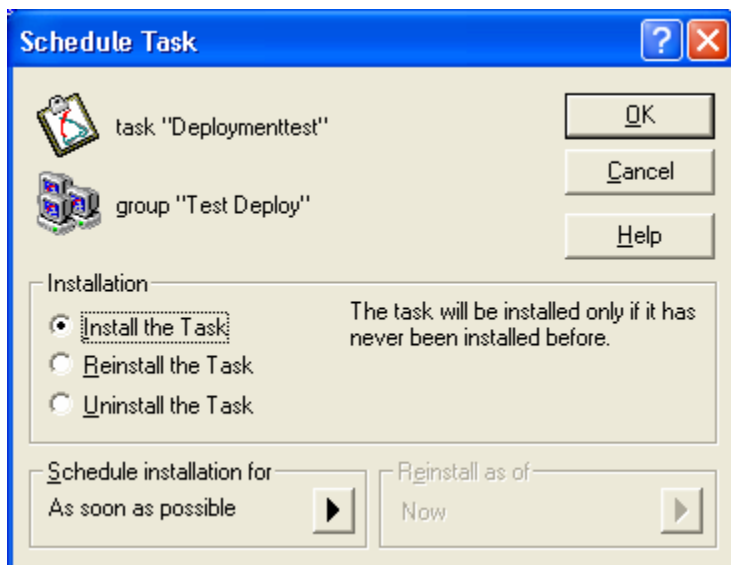 Schedule Task
task "Deploymenttest"
OK
Cancel
group "Test Deploy"
Help
Installation
Install the Task
The task will be installed only if it has
never been installed before.
Reinstall the Task
Uninstall the Task
Schedule installation for
As soon as possible
Reinstall as of
Now